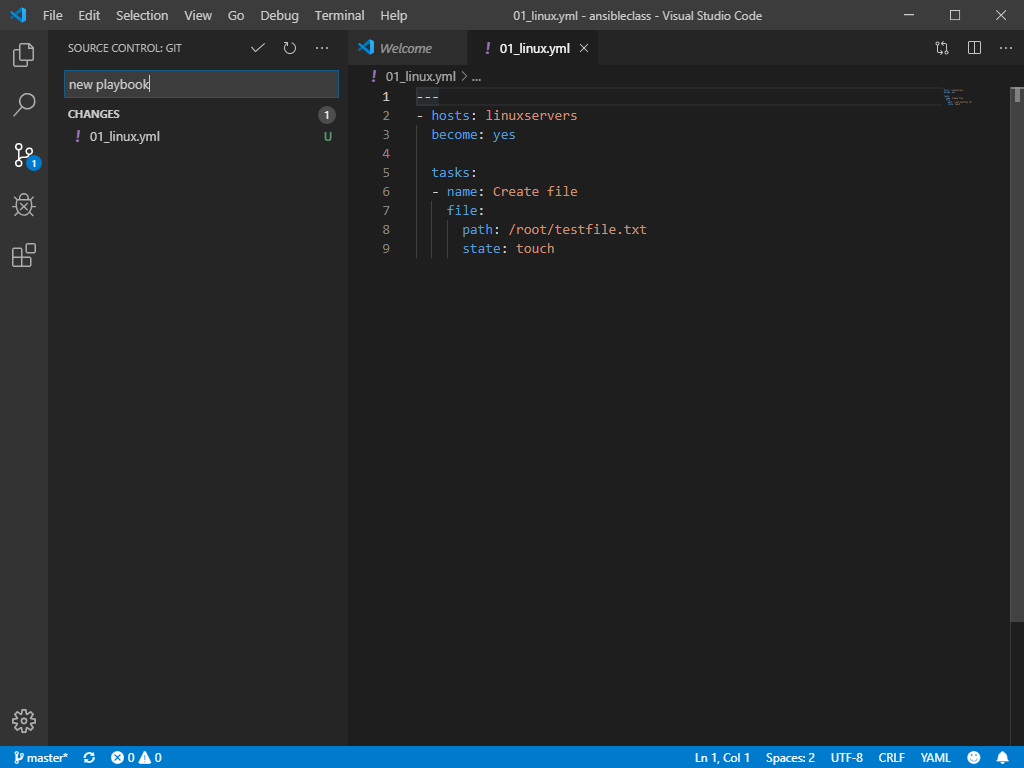 File Edit Selection View Go Debug Terminal Help 01_linux.yml - ansibleclass - Visual Studio Code
SOURCE CONTROL: GIT
new playbook
CHANGES 1
! 01_linux.yml U
1
Welcome ! 01_linux.yml
! 01_linux.yml > ...
1 ---
2 - hosts: linuxservers
3 become: yes
4
5 tasks:
6 - name: Create file
7 file:
8 path: /root/testfile.txt
9 state: touch
master* 0 0 Ln 1, Col 1 Spaces: 2 UTF-8 CRLF YAML